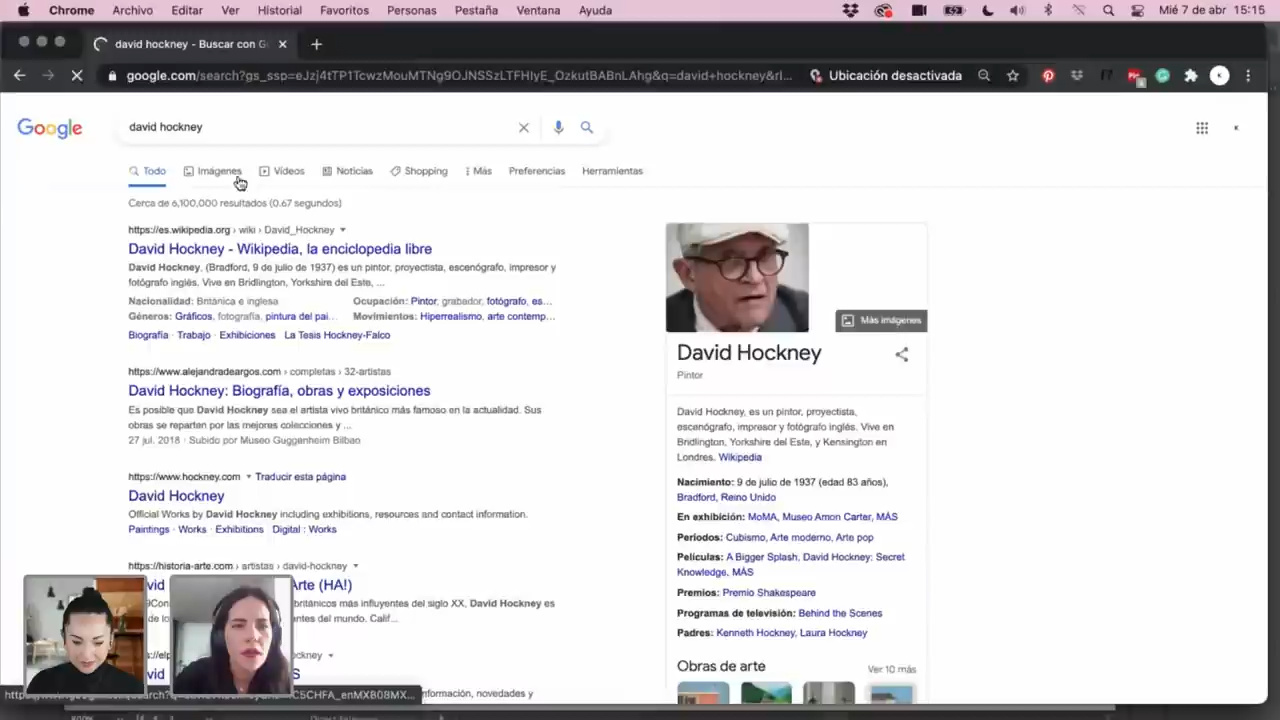 Chrome Archivo Editar Ver Historial Favoritos Personas Pestaña Ventana Ayuda Mié 7 de abr 15:15
david hockney - Buscar con G
Ubicación desactivada
Google
david hockney
Todo Imágenes Vídeos Noticias Shopping Más Preferencias Herramientas
Cerca de 6,100,000 resultados (0.67 segundos)
https://es.wikipedia.org › wiki › David_Hockney
David Hockney - Wikipedia, la enciclopedia libre
David Hockney, (Bradford, 9 de julio de 1937) es un pintor, proyectista, escenógrafo, impresor y
fotógrafo inglés. Vive en Bridlington, Yorkshire del Este, ...
Nacionalidad: Británica e inglesa Ocupación: Pintor, grabador, fotógrafo, es...
Géneros: Gráficos, fotografía, pintura del pai... Movimientos: Hiperrealismo, arte contemp...
Biografía · Trabajo · Exhibiciones · La Tesis Hockney-Falco
https://www.alejandradeargos.com › completas › 32-artistas
David Hockney: Biografía, obras y exposiciones
Es posible que David Hockney sea el artista vivo británico más famoso en la actualidad. Sus
obras se reparten por las mejores colecciones y ...
27 jul. 2018 · Subido por Museo Guggenheim Bilbao
https://www.hockney.com Traducir esta página
David Hockney
Official Works by David Hockney including exhibitions, resources and contact information.
Paintings · Works · Exhibitions · Digital : Works
https://historia-arte.com › artistas › david-hockney
Arte (HA!)
británicos más influyentes del siglo XX, David Hockney es
antes del mundo. Calif...
ckney
S
nformación, novedades y
Más imágenes
David Hockney
Pintor
David Hockney, es un pintor, proyectista,
escenógrafo, impresor y fotógrafo inglés. Vive en
Bridlington, Yorkshire del Este, y Kensington en
Londres. Wikipedia
Nacimiento: 9 de julio de 1937 (edad 83 años),
Bradford, Reino Unido
En exhibición: MoMA, Museo Amon Carter, MÁS
Períodos: Cubismo, Arte moderno, Arte pop
Películas: A Bigger Splash, David Hockney: Secret
Knowledge, MÁS
Premios: Premio Shakespeare
Programas de televisión: Behind the Scenes
Padres: Kenneth Hockney, Laura Hockney
Obras de arte Ver 10 más